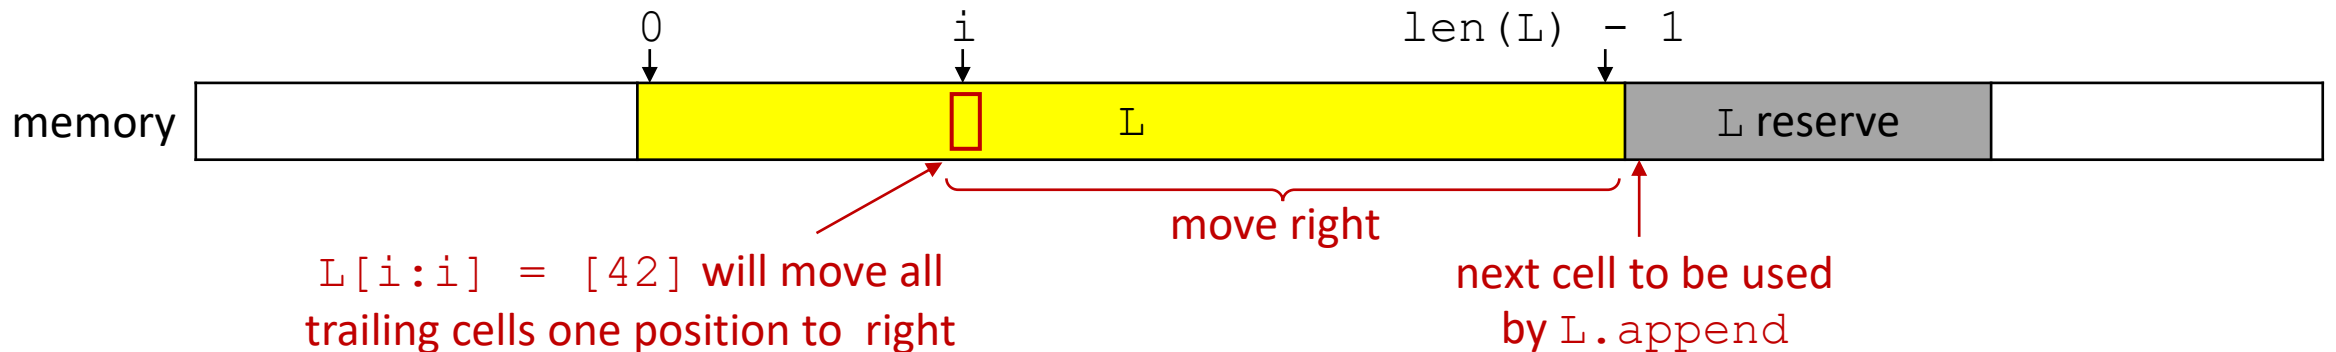 0 i len(L) - 1
memory L L reserve
move right
L[i:i] = [42] will move all
trailing cells one position to right
next cell to be used
by L.append